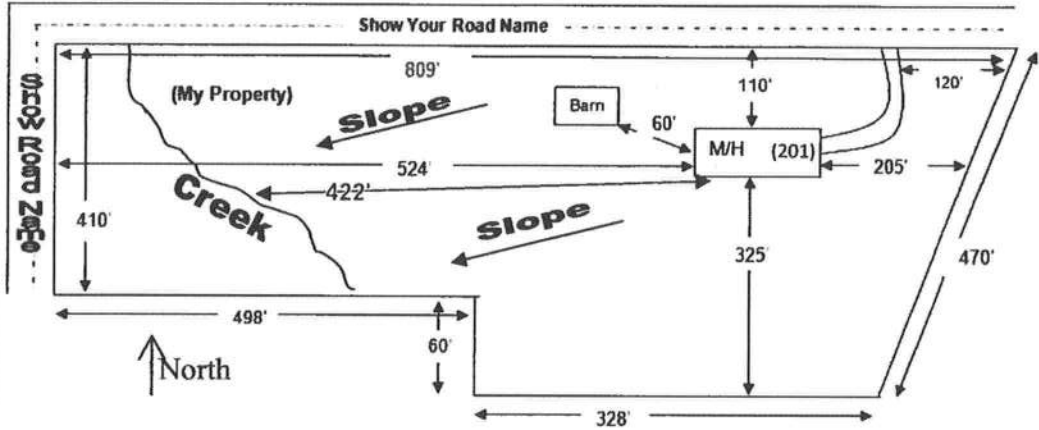 Show Your Road Name
Show Road Name
809'
110'
120'
(My Property)
Slope
Barn
60'
M/H (201)
524'
205'
422'
Creek
410'
Slope
325'
470'
498'
60'
North
328'